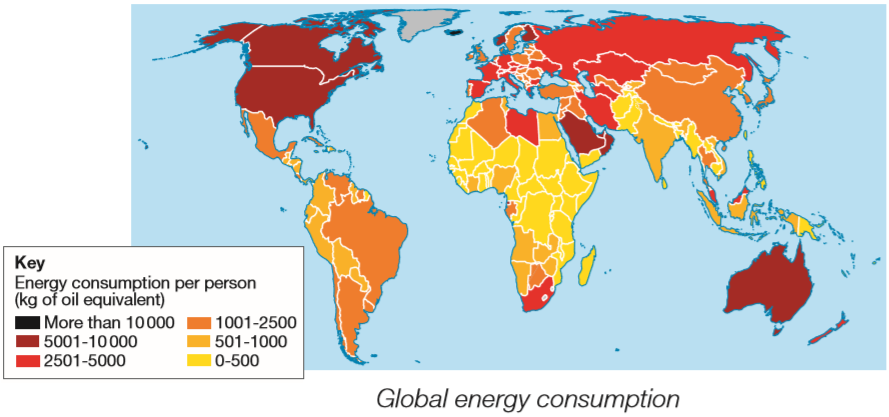 Key
Energy consumption per person
(kg of oil equivalent)
More than 10 000
5001-10 000
2501-5000
1001-2500
501-1000
0-500
Global energy consumption